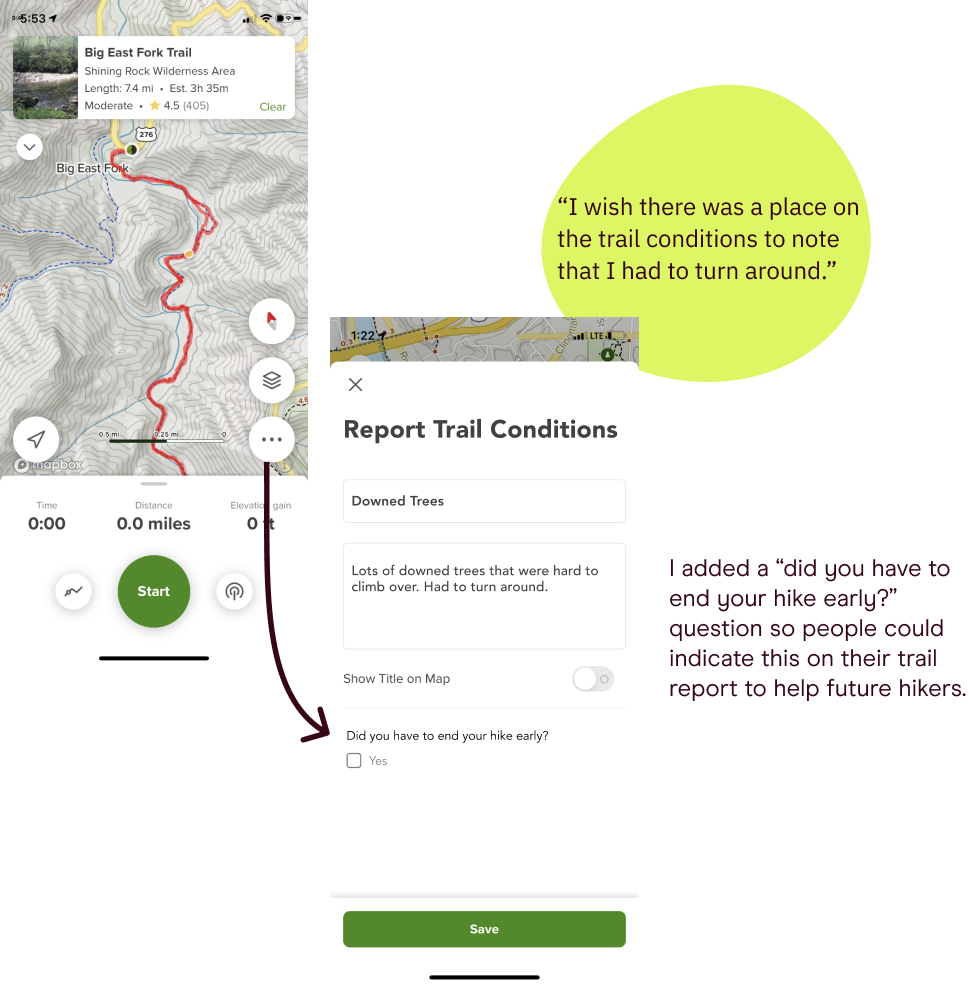 5:53
Big East Fork Trail
Shining Rock Wilderness Area
Length: 7.4 mi • Est. 3h 35m
Moderate • 4.5 (405)
Clear
276
Big East Fork
3.2
4.6
0.5 mi 0.25 mi 0
mapbox
1
Time Distance Elevation gain
0:00 0.0 miles 0 ft
Start
“I wish there was a place on
the trail conditions to note
that I had to turn around.”
1:22
LTE
Report Trail Conditions
Downed Trees
Lots of downed trees that were hard to
climb over. Had to turn around.
Show Title on Map
Did you have to end your hike early?
Yes
Save
I added a “did you have to
end your hike early?”
question so people could
indicate this on their trail
report to help future hikers.